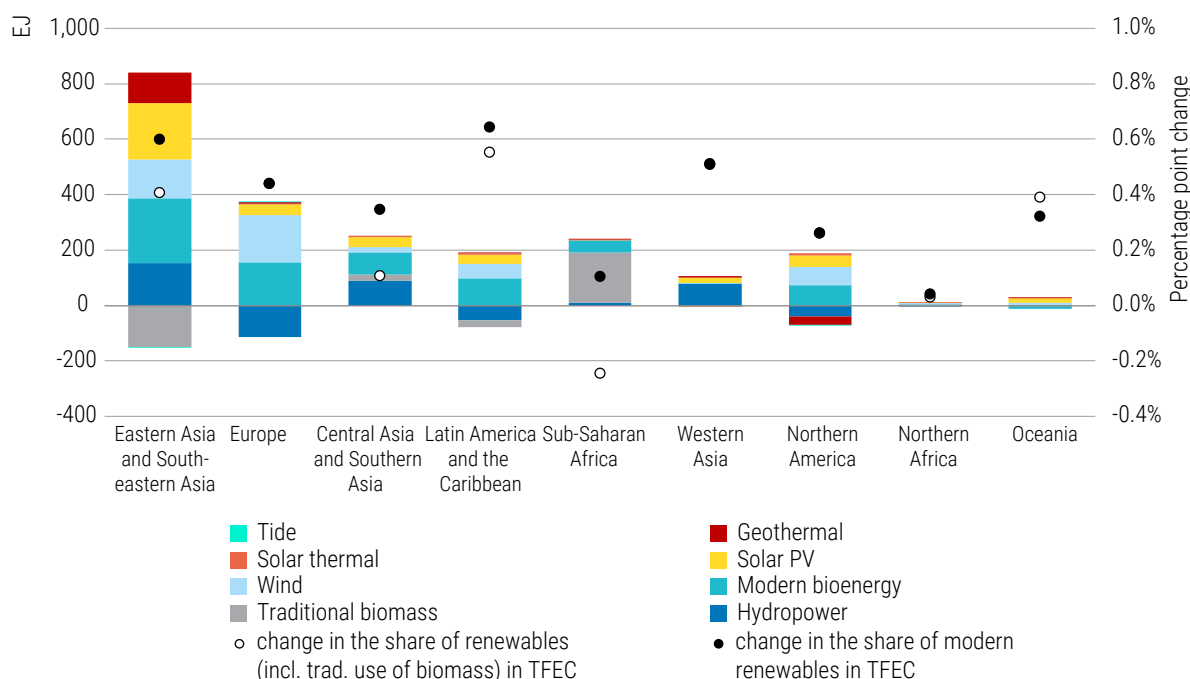 EJ
1,000
800
600
400
200
0
-200
-400
1.0%
0.8%
0.6%
0.4%
0.2%
0.0%
-0.2%
-0.4%
Percentage point change
Eastern Asia
and South-
eastern Asia
Europe
Central Asia
and Southern
Asia
Latin America
and the
Caribbean
Sub-Saharan
Africa
Western
Asia
Northern
America
Northern
Africa
Oceania
Tide
Solar thermal
Wind
Traditional biomass
change in the share of renewables
(incl. trad. use of biomass) in TFEC
Geothermal
Solar PV
Modern bioenergy
Hydropower
change in the share of modern
renewables in TFEC